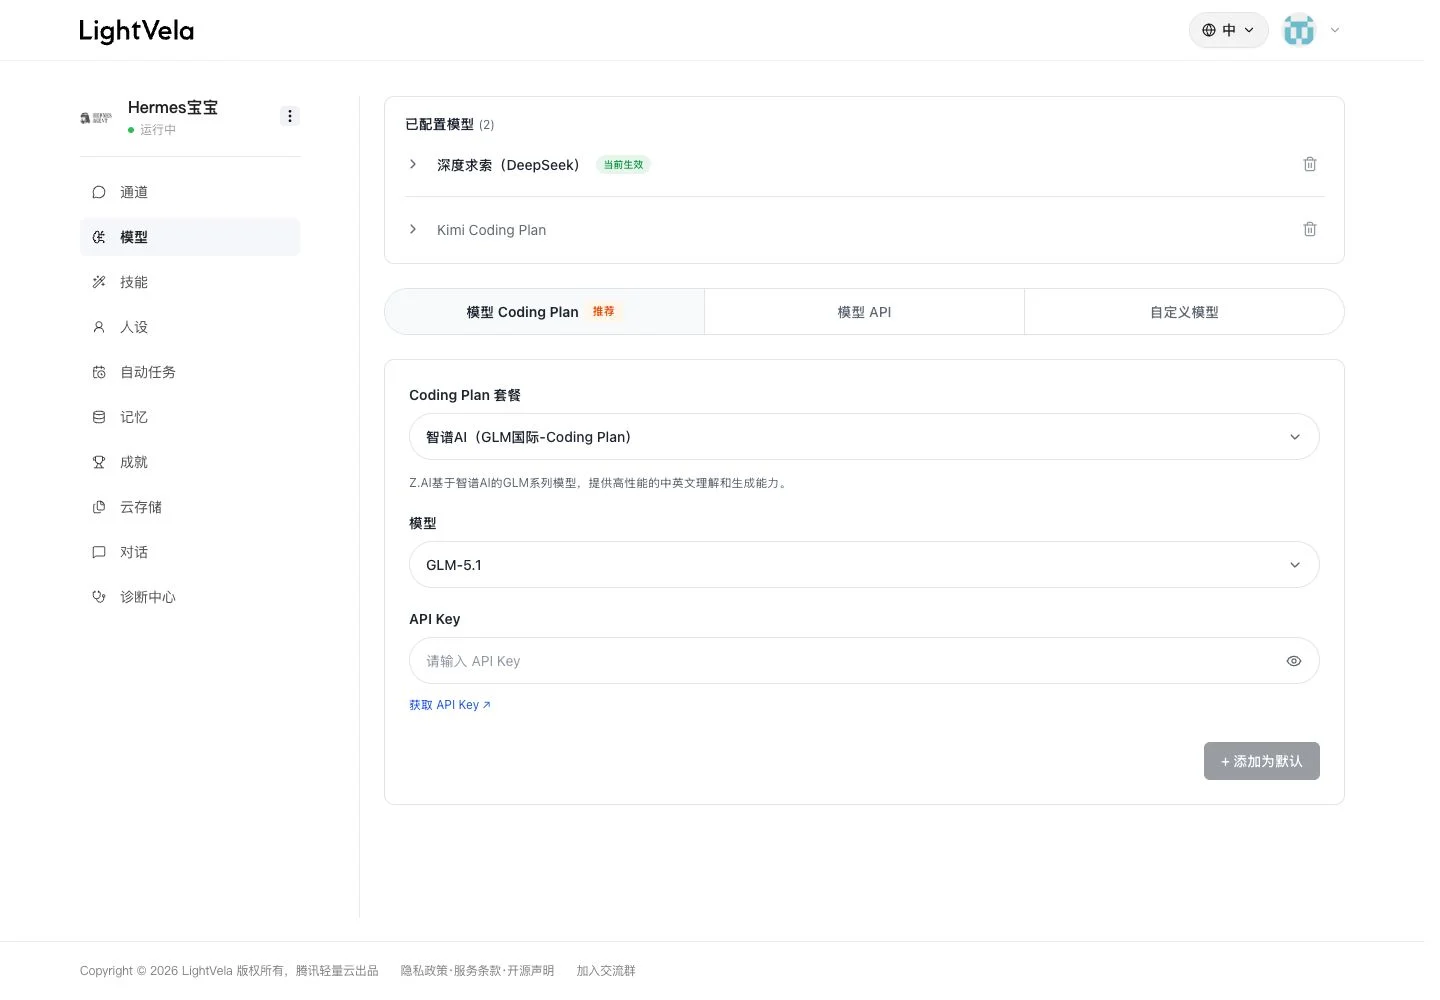 LightVela
中
Hermes宝宝
运行中
通道
模型
技能
人设
自动任务
记忆
成就
云存储
对话
诊断中心
已配置模型 (2)
深度求索（DeepSeek） 当前生效
Kimi Coding Plan
模型 Coding Plan 推荐
模型 API
自定义模型
Coding Plan 套餐
智谱AI（GLM国际-Coding Plan）
Z.AI基于智谱AI的GLM系列模型，提供高性能的中英文理解和生成能力。
模型
GLM-5.1
API Key
请输入 API Key
获取 API Key ↗
+ 添加为默认
Copyright © 2026 LightVela 版权所有，腾讯轻量云出品 隐私政策·服务条款·开源声明 加入交流群